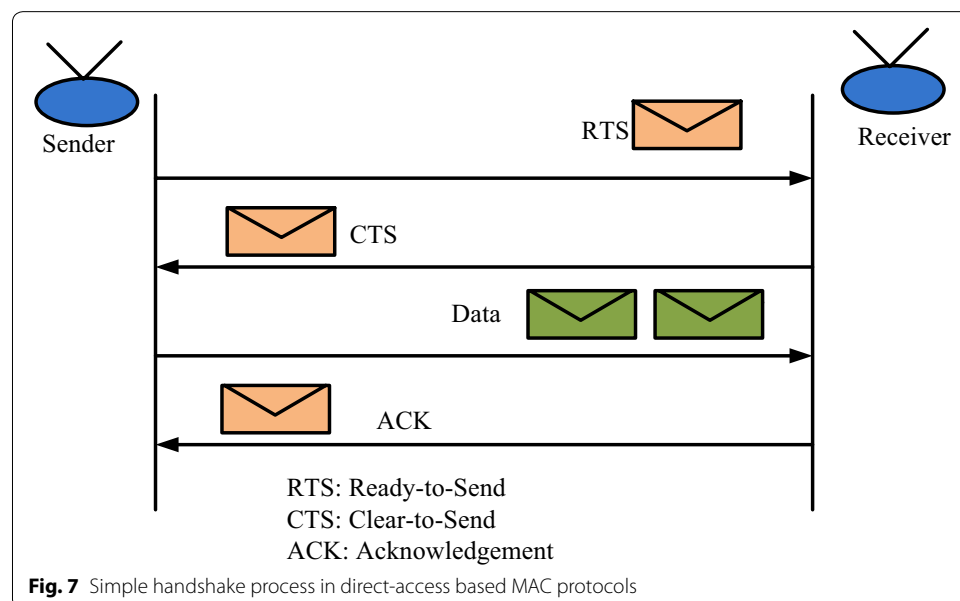 Sender
Receiver
RTS
CTS
Data
ACK
RTS: Ready-to-Send
CTS: Clear-to-Send
ACK: Acknowledgement
Fig. 7 Simple handshake process in direct-access based MAC protocols